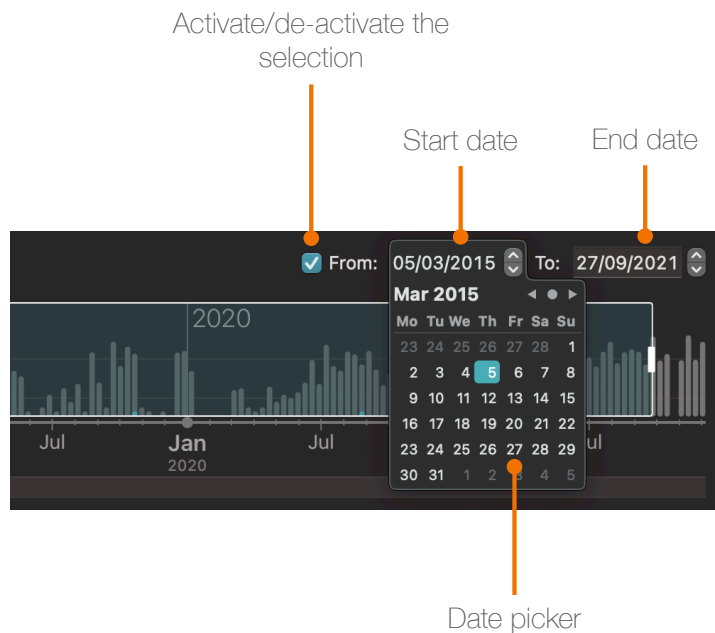 Activate/de-activate the
selection
Start date
End date
From: 05/03/2015 To: 27/09/2021
Mar 2015
2020
Mo Tu We Th Fr Sa Su
23 24 25 26 27 28 1
2 3 4 5 6 7 8
9 10 11 12 13 14 15
16 17 18 19 20 21 22
Jul Jan Jul ul
23 24 25 26 27 28 29
2020
30 31 1 2 3 4 5
Date picker